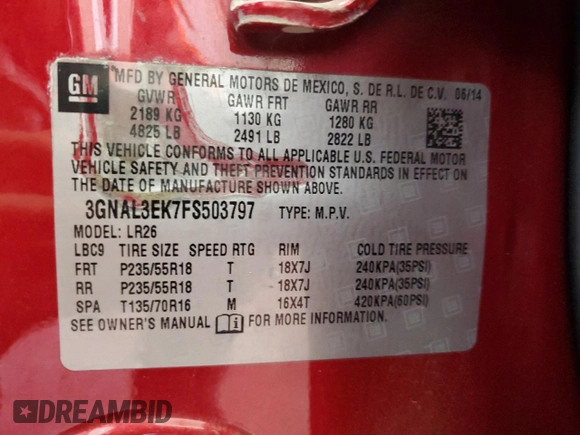 GM
MFD BY GENERAL MOTORS DE MEXICO, S. DE R.L. DE C.V. 06/14
GVWR GAWR FRT GAWR RR
2189 KG 1130 KG 1280 KG
4825 LB 2491 LB 2822 LB
THIS VEHICLE CONFORMS TO ALL APPLICABLE U.S. FEDERAL MOTOR
VEHICLE SAFETY AND THEFT PREVENTION STANDARDS IN EFFECT ON
THE DATE OF MANUFACTURE SHOWN ABOVE.
3GNAL3EK7FS503797 TYPE: M.P.V.
MODEL: LR26
LBC9 TIRE SIZE SPEED RTG RIM COLD TIRE PRESSURE
FRT P235/55R18 T 18X7J 240KPA(35PSI)
RR P235/55R18 T 18X7J 240KPA(35PSI)
SPA T135/70R16 M 16X4T 420KPA(60PSI)
SEE OWNER'S MANUAL FOR MORE INFORMATION.
DREAMBID